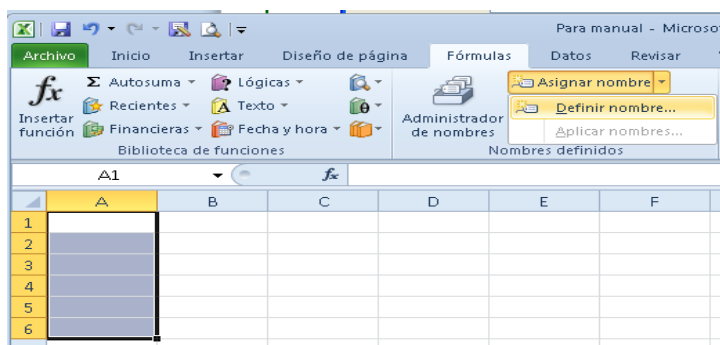 Para manual - Microso
Archivo Inicio Insertar Diseño de página Fórmulas Datos Revisar
fx Insertar función
Σ Autosuma Lógicas
Recientes Texto
Financieras Fecha y hora
Biblioteca de funciones
Administrador de nombres
Asignar nombre
Definir nombre...
Aplicar nombres...
Nombres definidos
A1 fx
A B C D E F
1
2
3
4
5
6